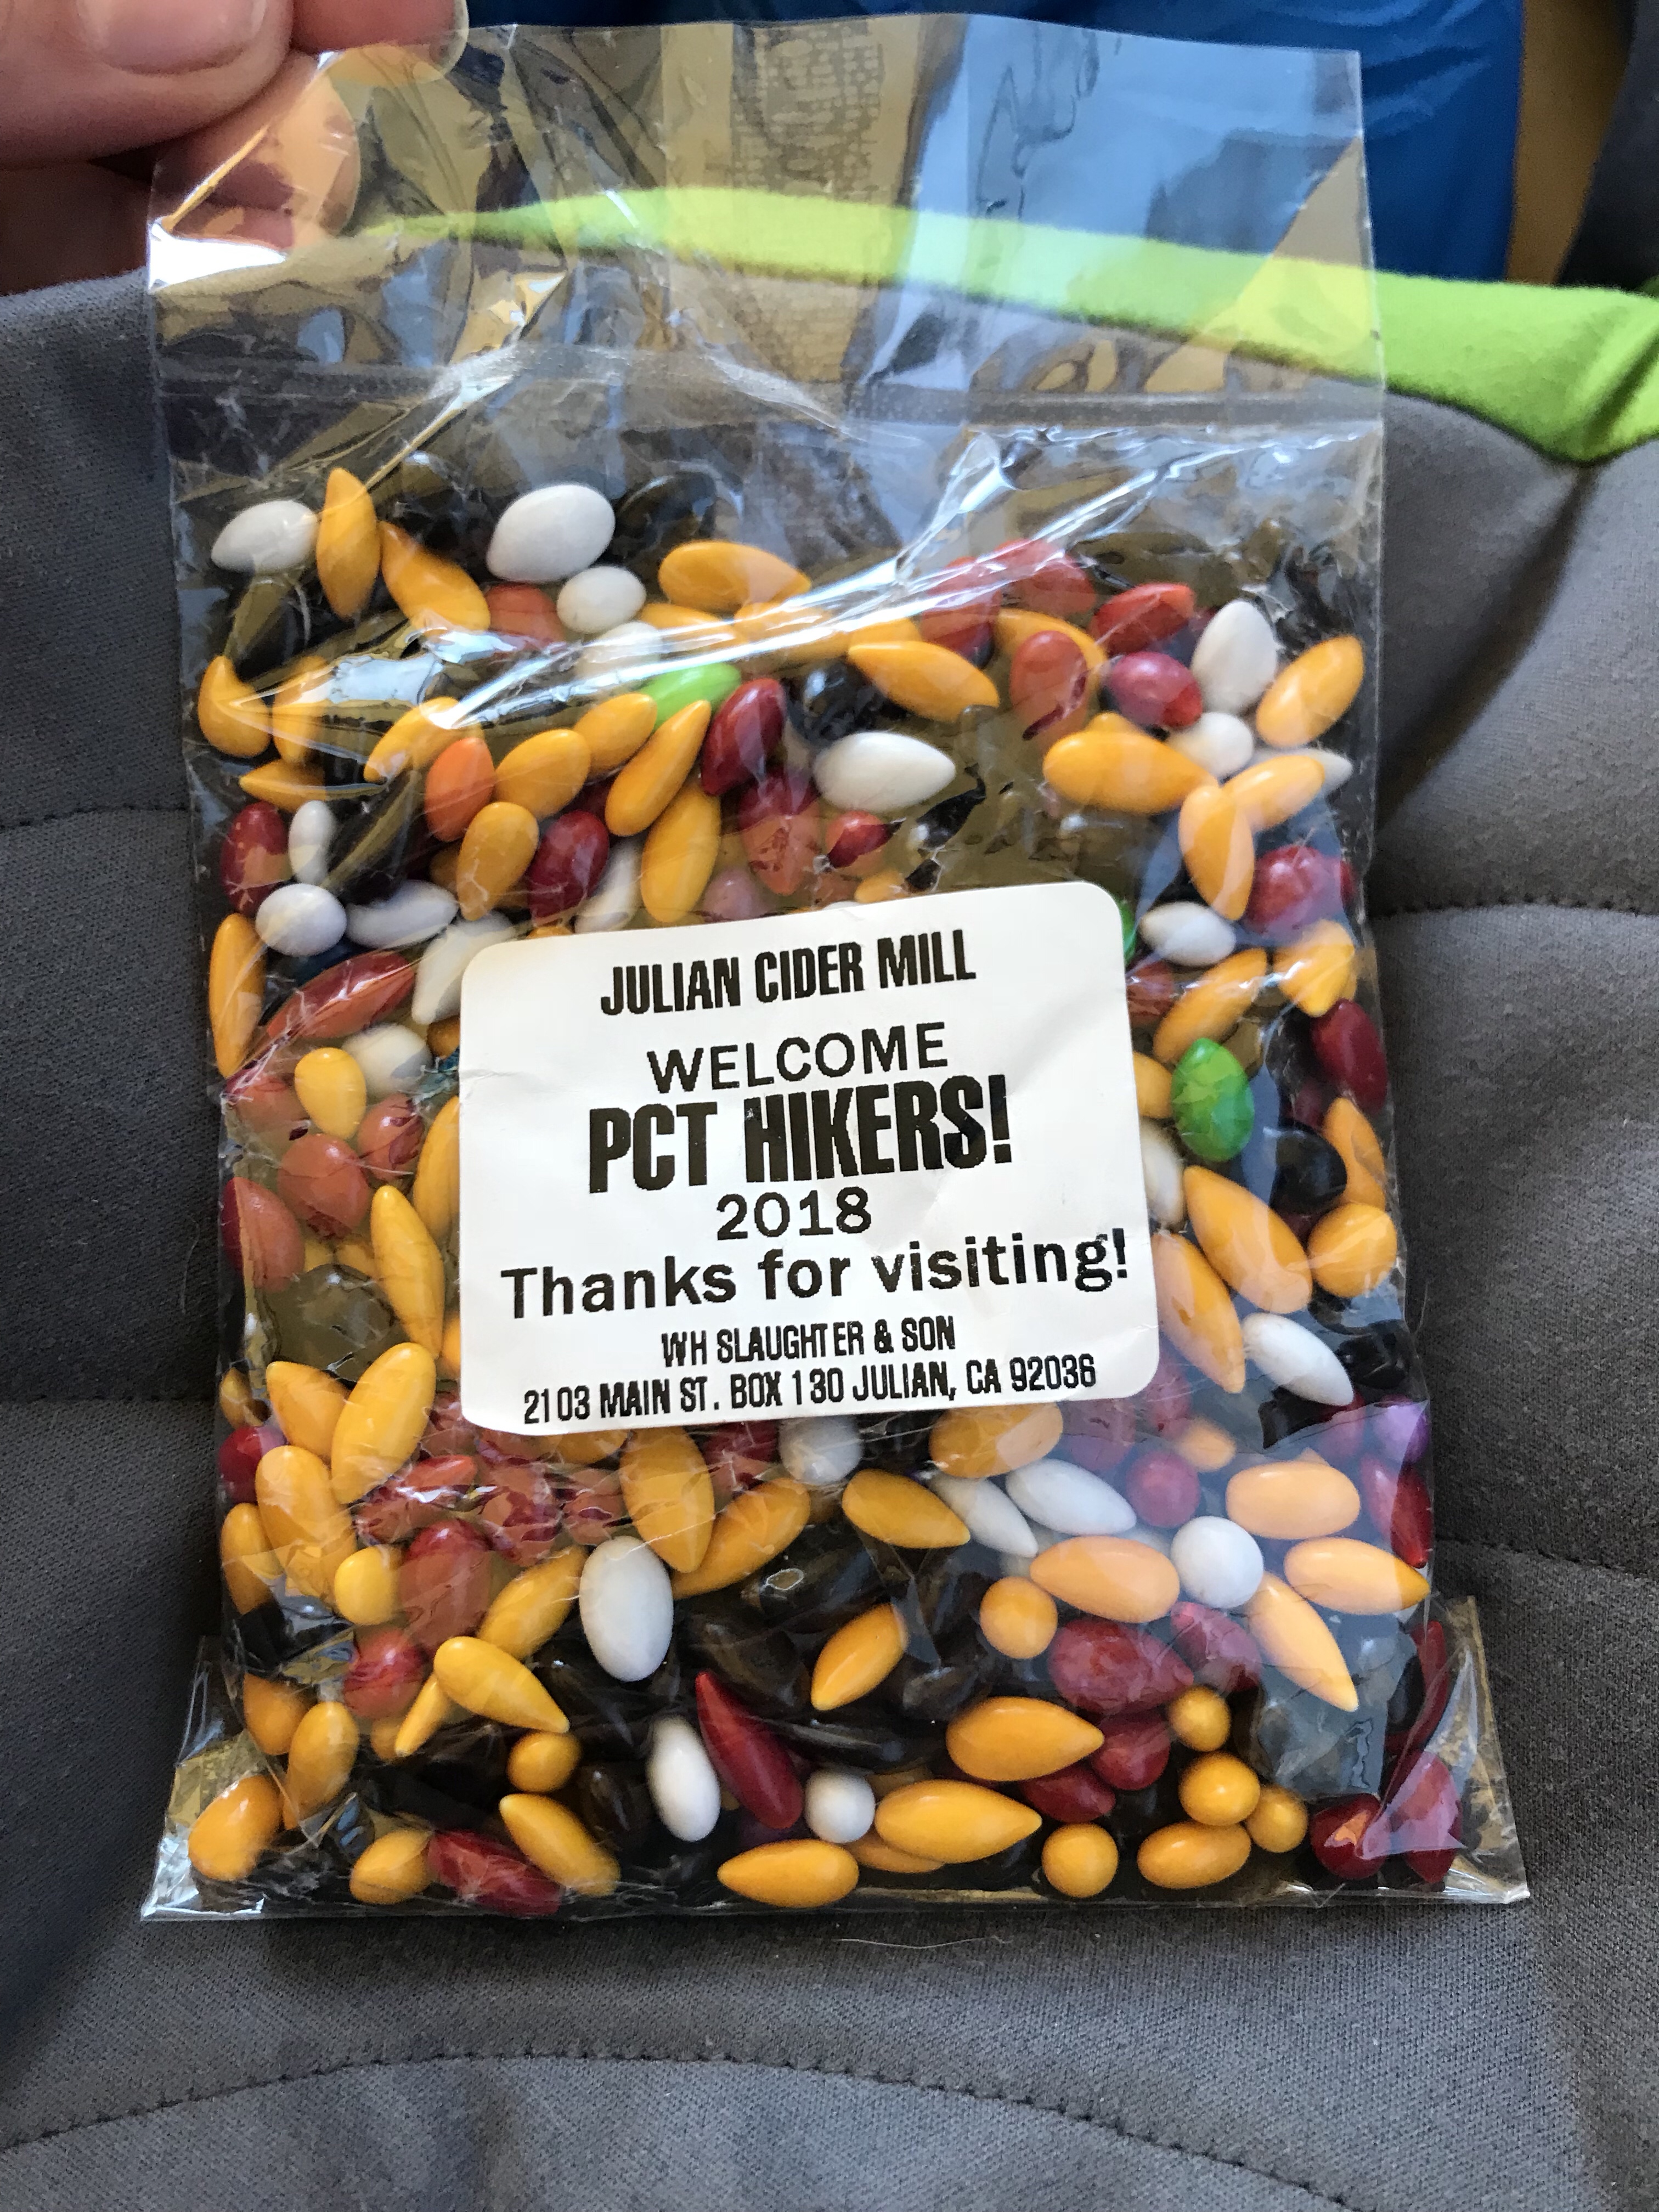 JULIAN CIDER MILL
WELCOME
PCT HIKERS!
2018
Thanks for visiting!
WH SLAUGHTER & SON
2103 MAIN ST. BOX 130 JULIAN, CA 92036